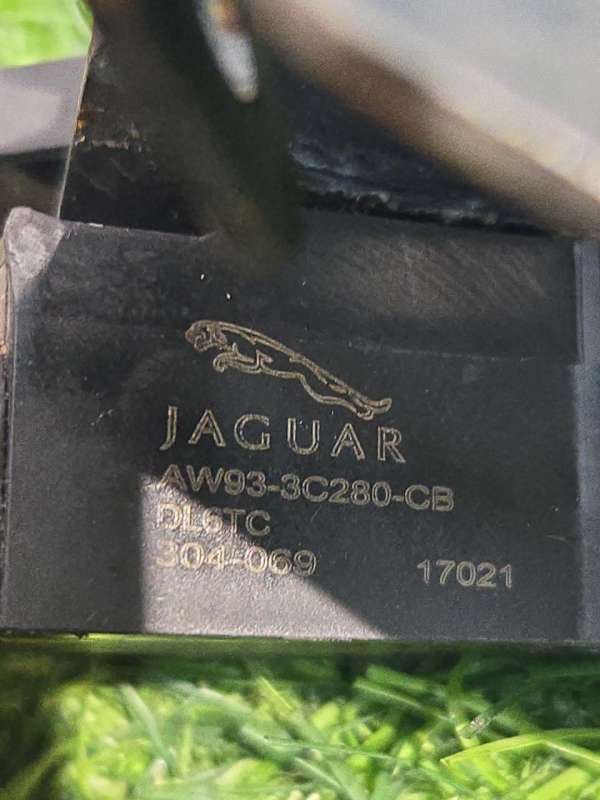 JAGUAR
AW93-3C280-CB
DL6TC
304-069 17021